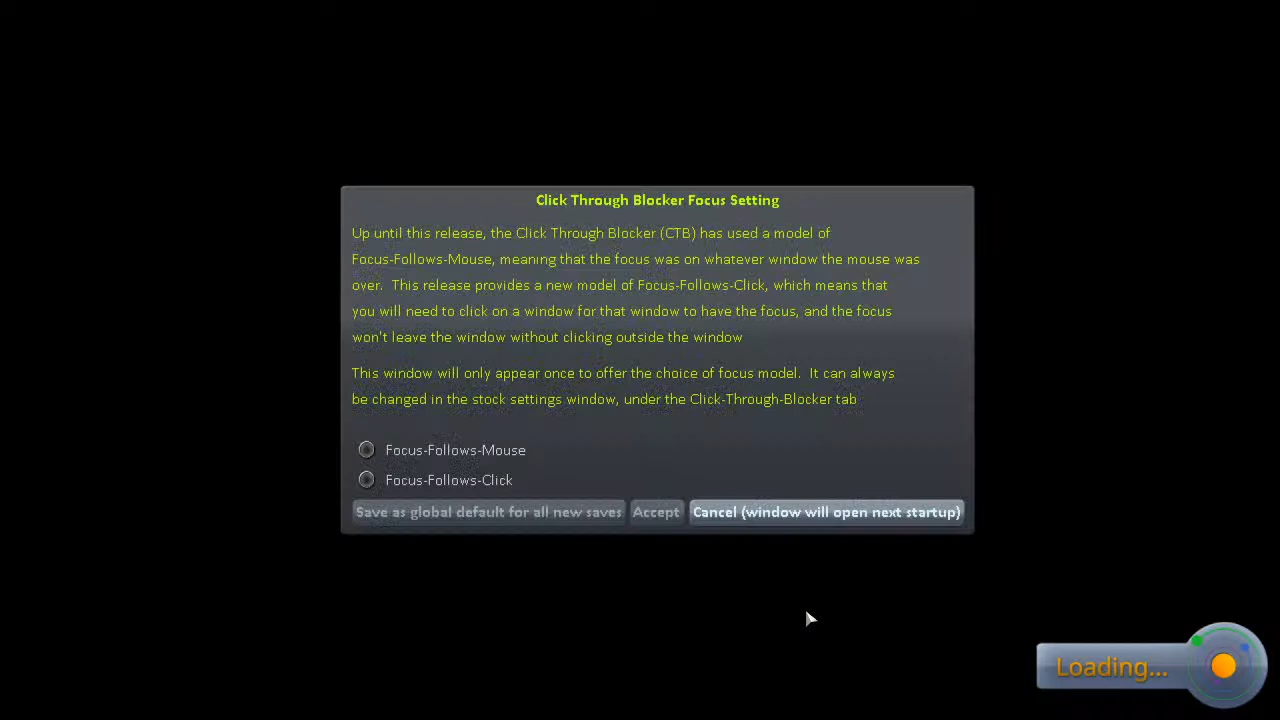 Click Through Blocker Focus Setting
Up until this release, the Click Through Blocker (CTB) has used a model of
Focus-Follows-Mouse, meaning that the focus was on whatever window the mouse was
over.  This release provides a new model of Focus-Follows-Click, which means that
you will need to click on a window for that window to have the focus, and the focus
won't leave the window without clicking outside the window
This window will only appear once to offer the choice of focus model.  It can always
be changed in the stock settings window, under the Click-Through-Blocker tab
Focus-Follows-Mouse
Focus-Follows-Click
Save as global default for all new saves Accept Cancel (window will open next startup)
Loading...